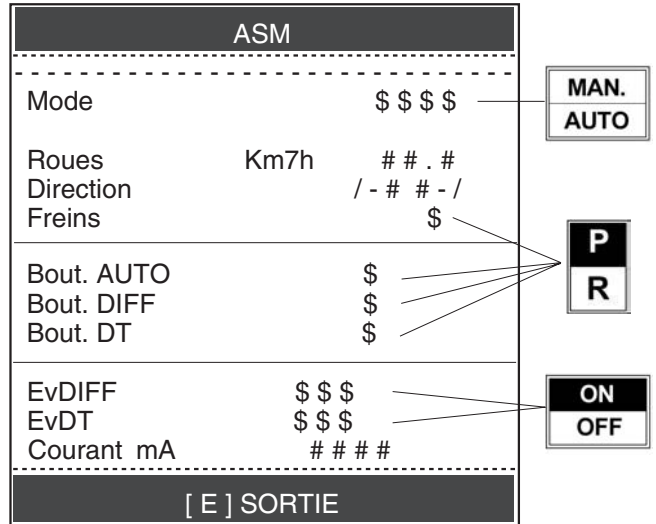 ASM
Mode $ $ $ $
MAN.
AUTO
Roues Km7h # # . #
Direction / - # # - /
Freins $
P
R
Bout. AUTO $
Bout. DIFF $
Bout. DT $
EvDIFF $ $ $
EvDT $ $ $
Courant mA # # # #
ON
OFF
[ E ] SORTIE